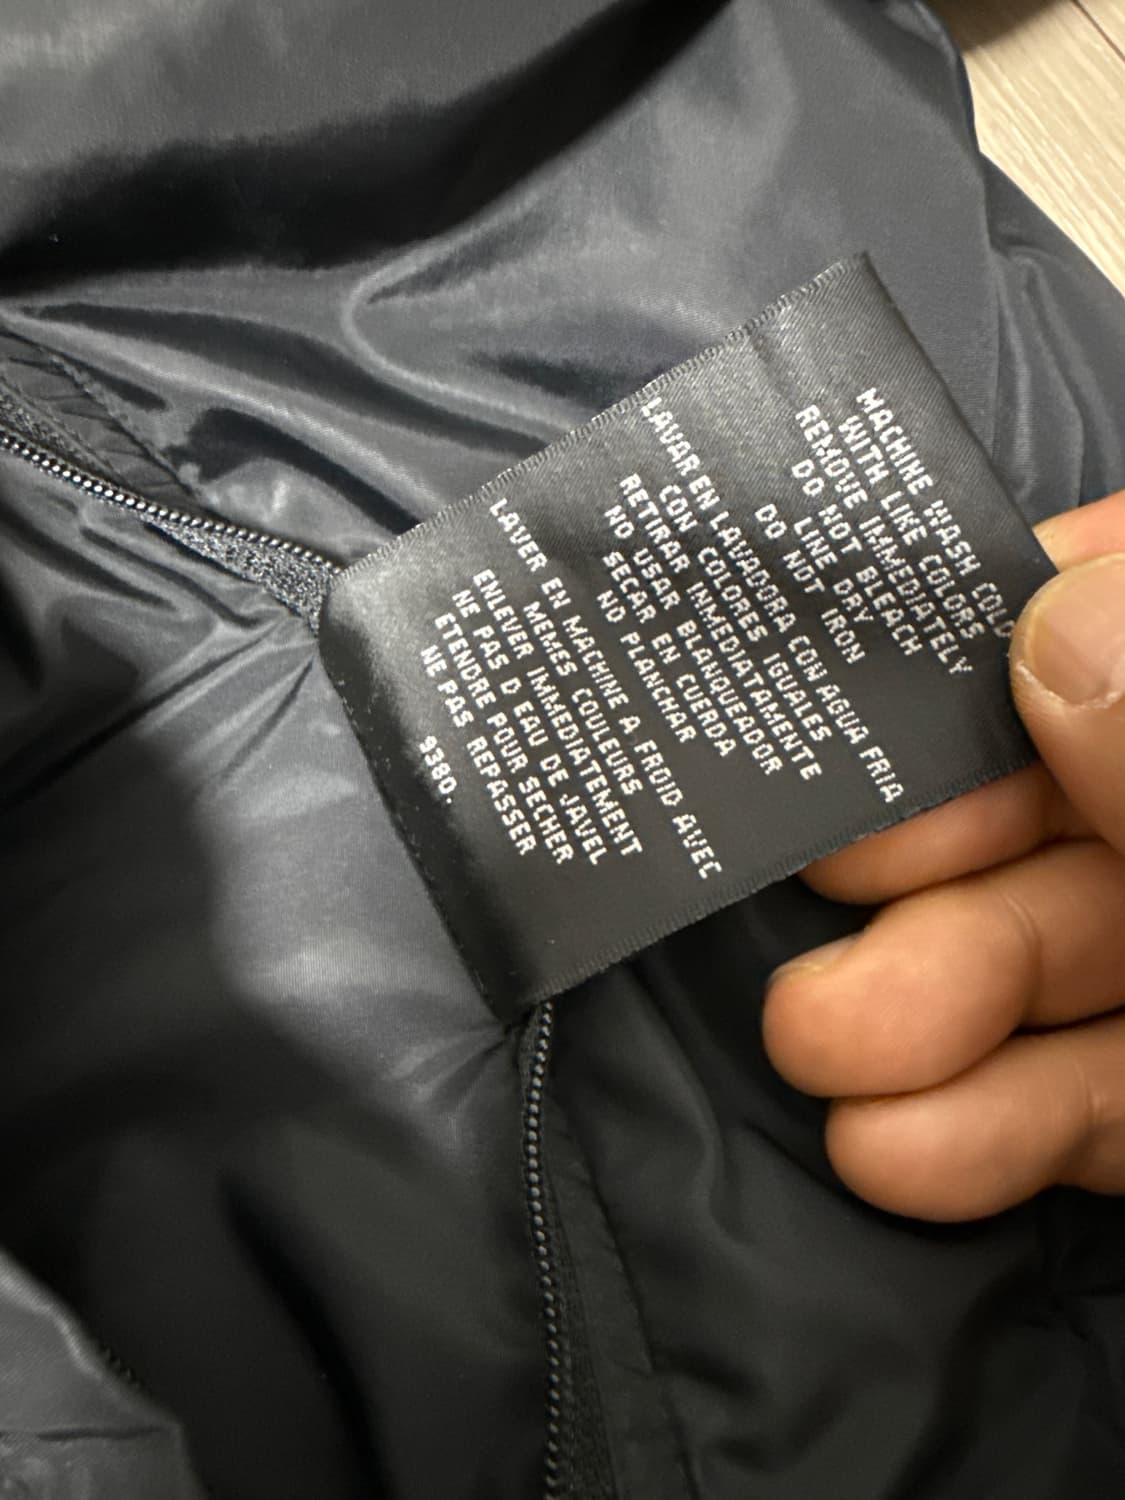 MACHINE WASH COLD
WITH LIKE COLORS
REMOVE IMMEDIATELY
DO NOT BLEACH
LINE DRY
DO NOT IRON
LAVAR EN LAVADORA CON AGUA FRIA
CON COLORES IGUALES
RETIRAR INMEDIATAMENTE
NO USAR BLANQUEADOR
SECAR EN CUERDA
NO PLANCHAR
LAVER EN MACHINE A FROID AVEC
MEMES COULEURS
ENLEVER IMMEDIATEMENT
NE PAS D EAU DE JAVEL
ETENDRE POUR SECHER
NE PAS REPASSER
9380.